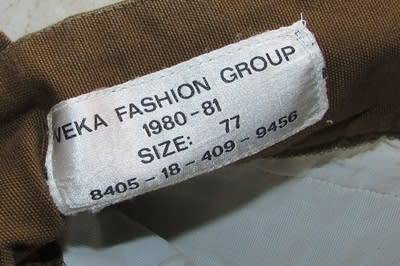 VEKA FASHION GROUP
1980-81
SIZE: 77
8405-18-409-9456